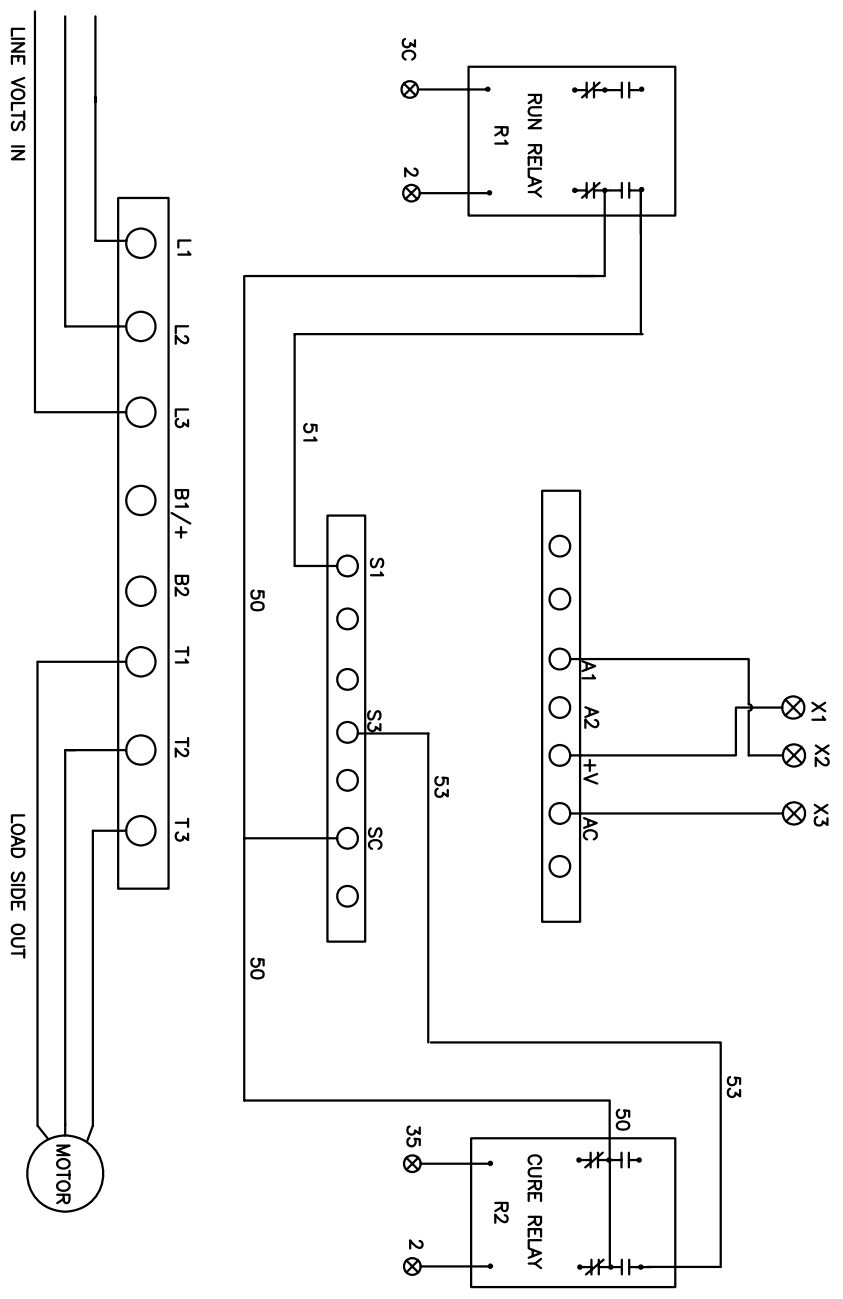 LINE VOLTS IN
L1
L2
L3
B1/+
B2
T1
T2
T3
LOAD SIDE OUT
MOTOR
50
50
51
S1
S3
SC
53
3C
2
RUN RELAY
R1
A1
A2
+V
AC
X1
X2
X3
53
50
35
2
CURE RELAY
R2